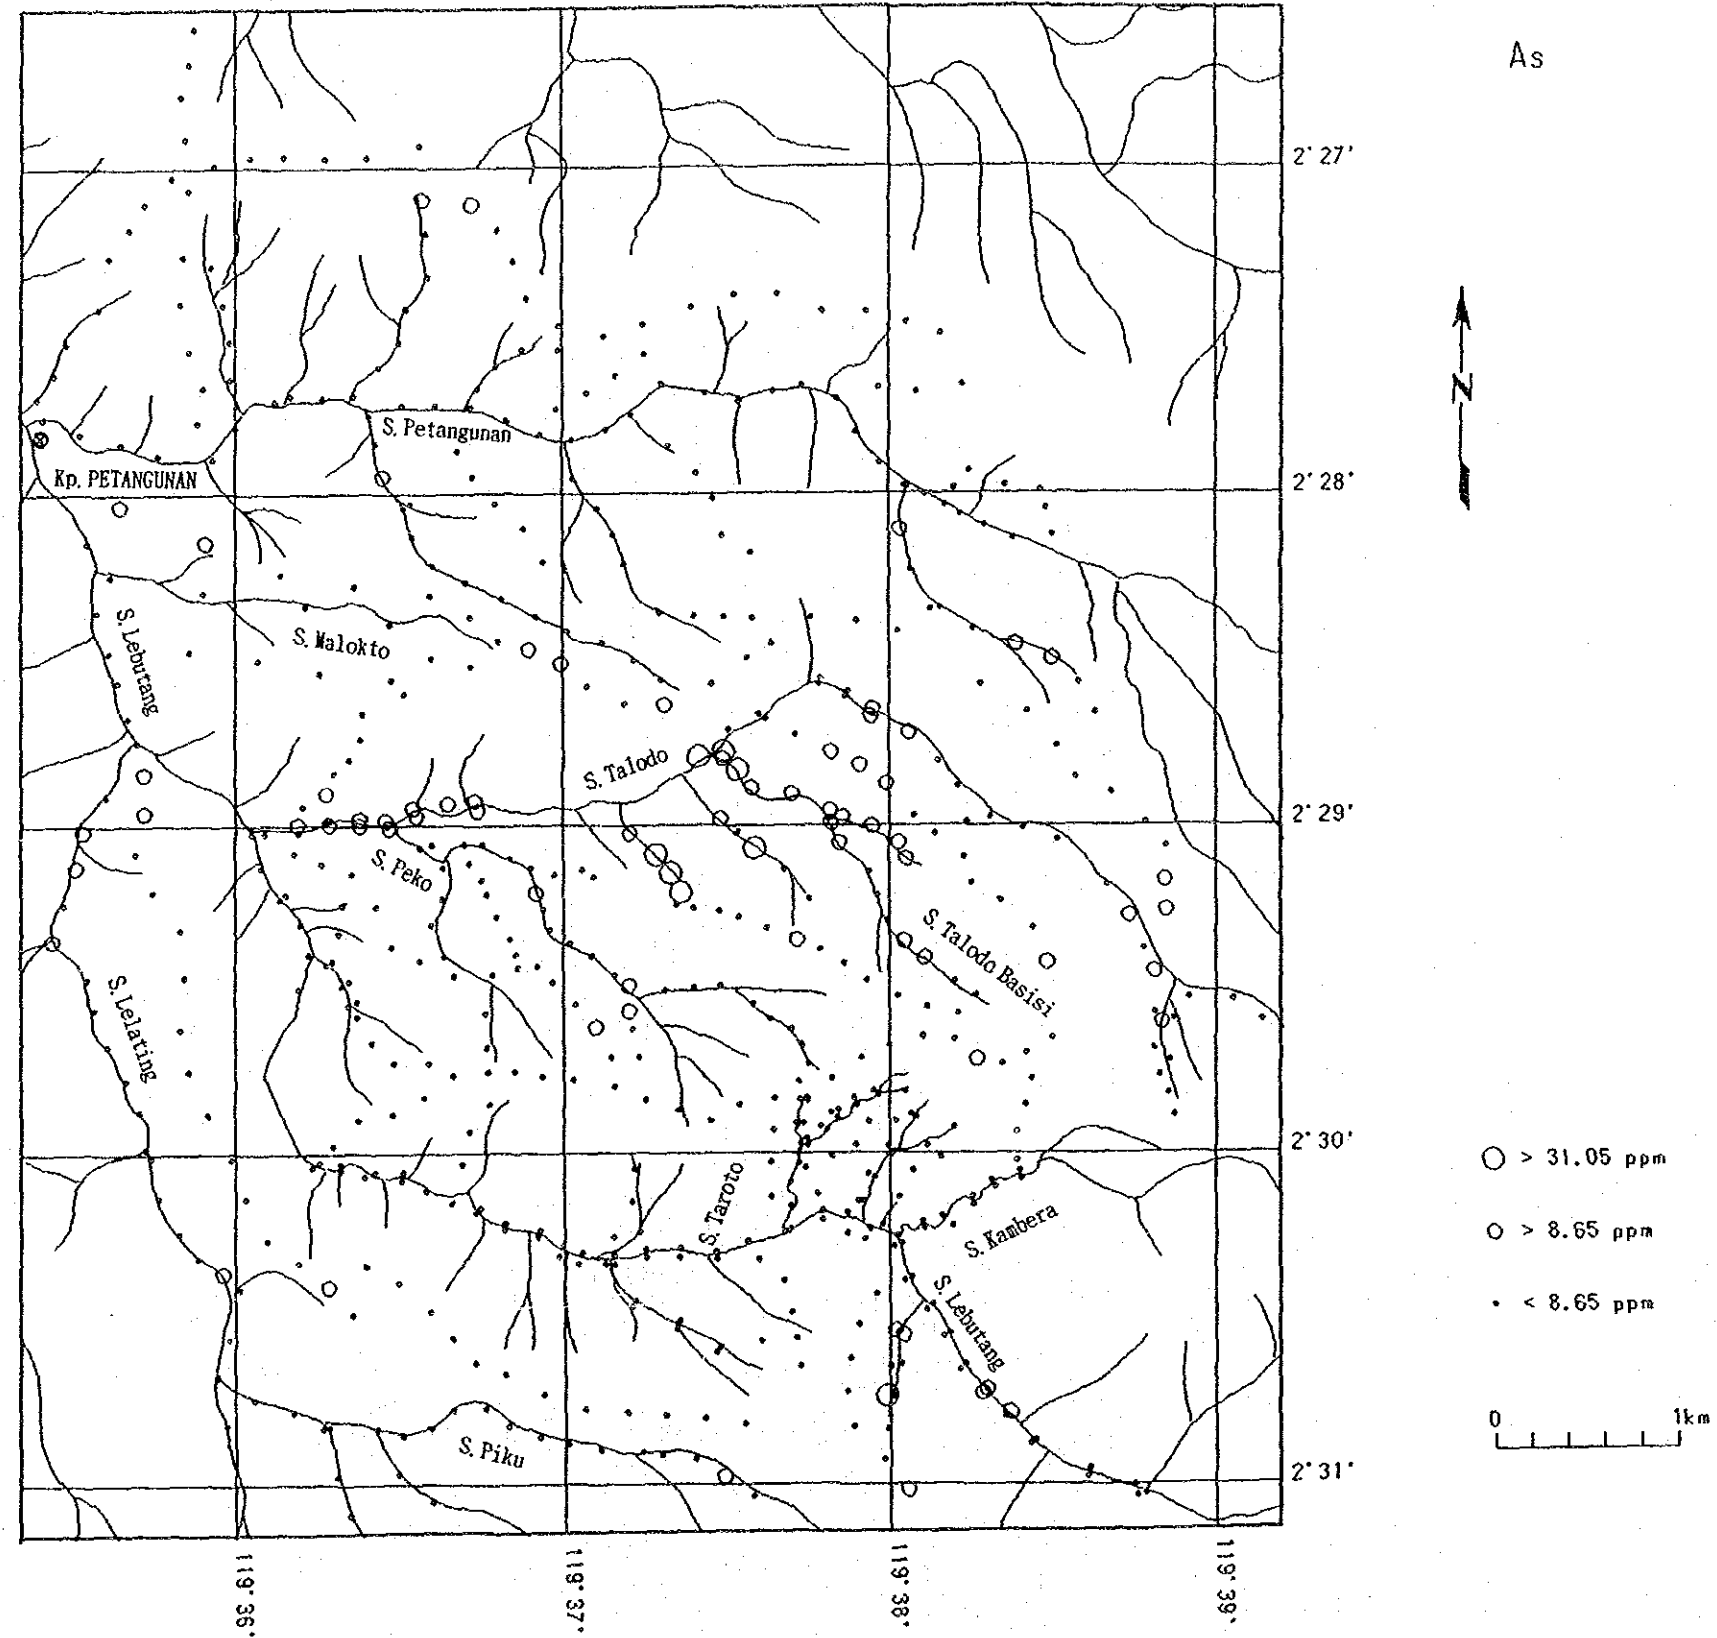 As
2°27'
N
S. Petangunan
Kp. PETANGUNAN
2°28'
S. Lebutang
S. Malokto
S. Talodo
2°29'
S. Peko
S. Talodo Basisi
S. Lelating
2°30'
> 31.05 ppm
S. Taroto
S. Kambera
> 8.65 ppm
S. Lebutang
< 8.65 ppm
0 1km
S. Piku
2°31'
119°36'
119°37'
119°38'
119°39'